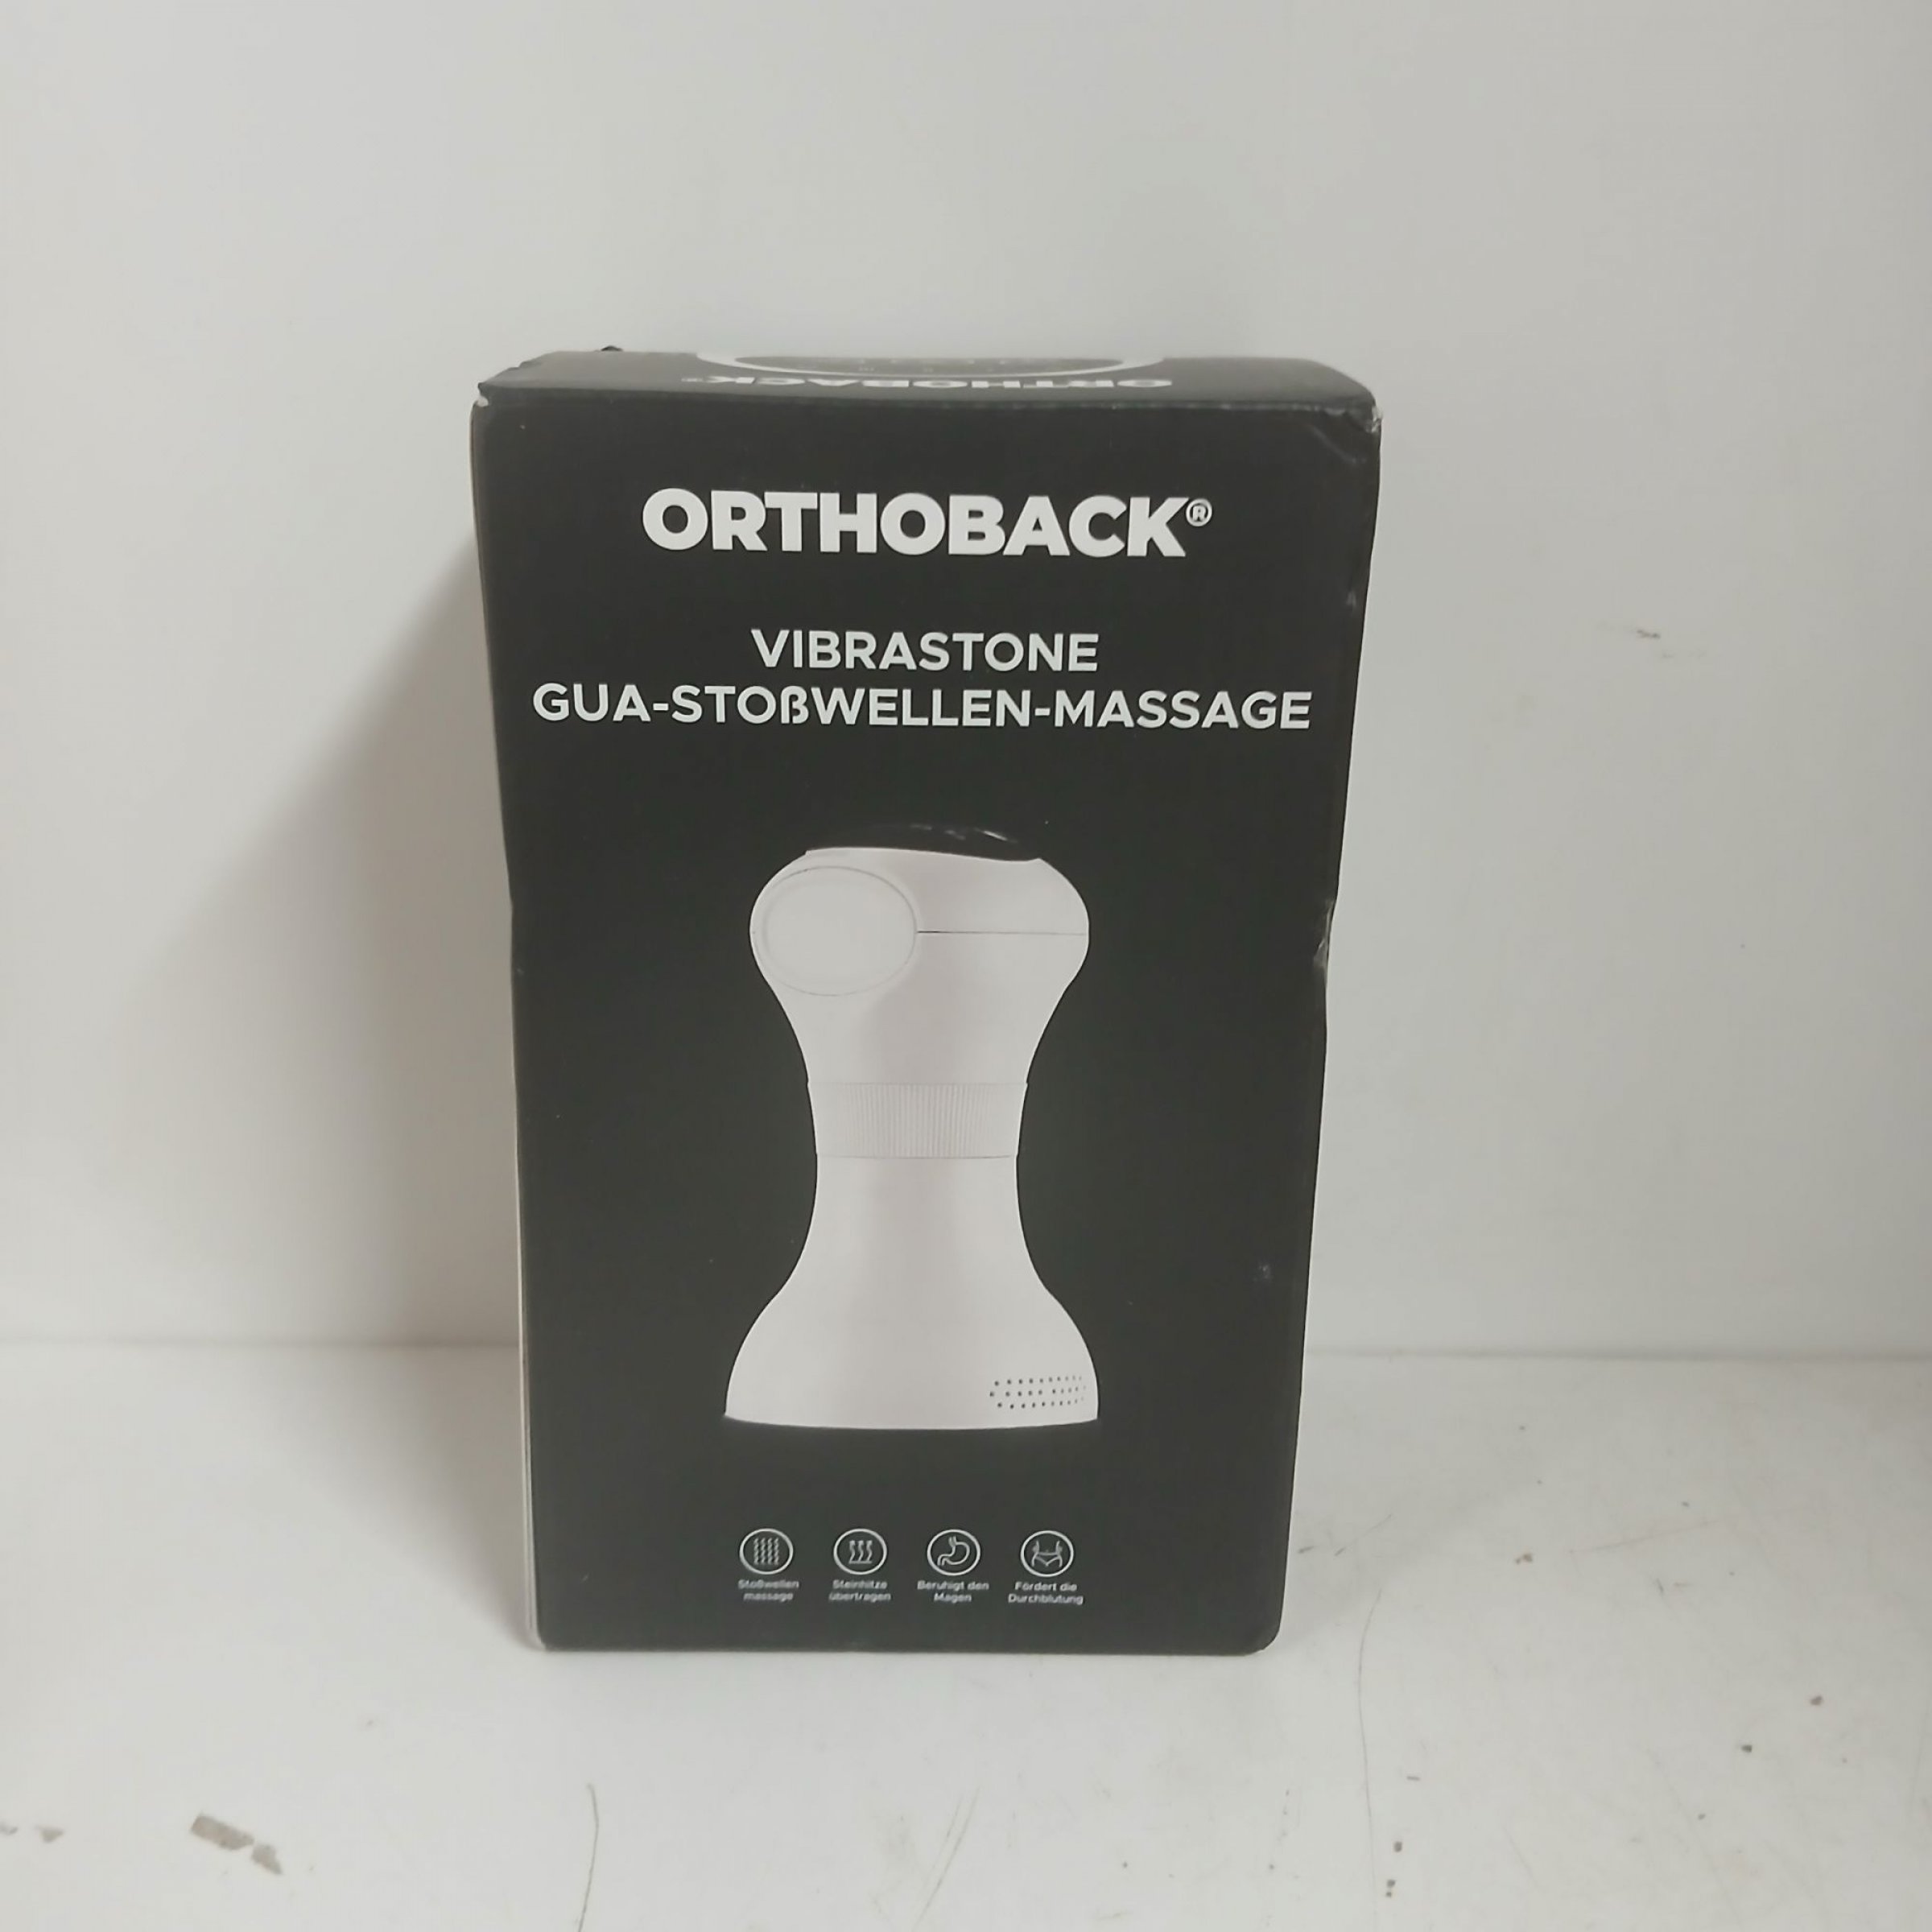 ORTHOBACK®
ORTHOBACK®
VIBRASTONE
GUA-STOßWELLEN-MASSAGE
Stoßwellen
massage
Steinhitze
übertragen
Beruhigt den
Magen
Fördert die
Durchblutung